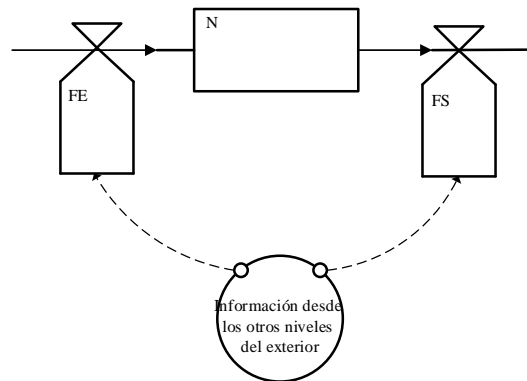 N
FE
FS
Información desde
los otros niveles
del exterior